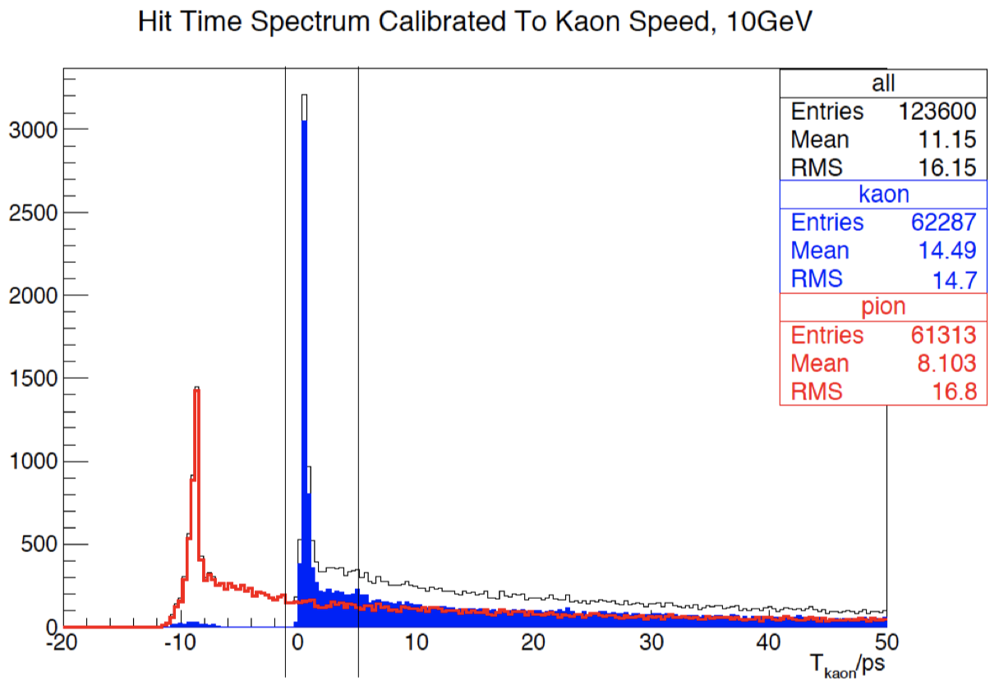 Hit Time Spectrum Calibrated To Kaon Speed, 10GeV
all
Entries 123600
Mean 11.15
RMS 16.15
kaon
Entries 62287
Mean 14.49
RMS 14.7
pion
Entries 61313
Mean 8.103
RMS 16.8
3000
2500
2000
1500
1000
500
0
-20 -10 0 10 20 30 40 50
T_kaon/ps